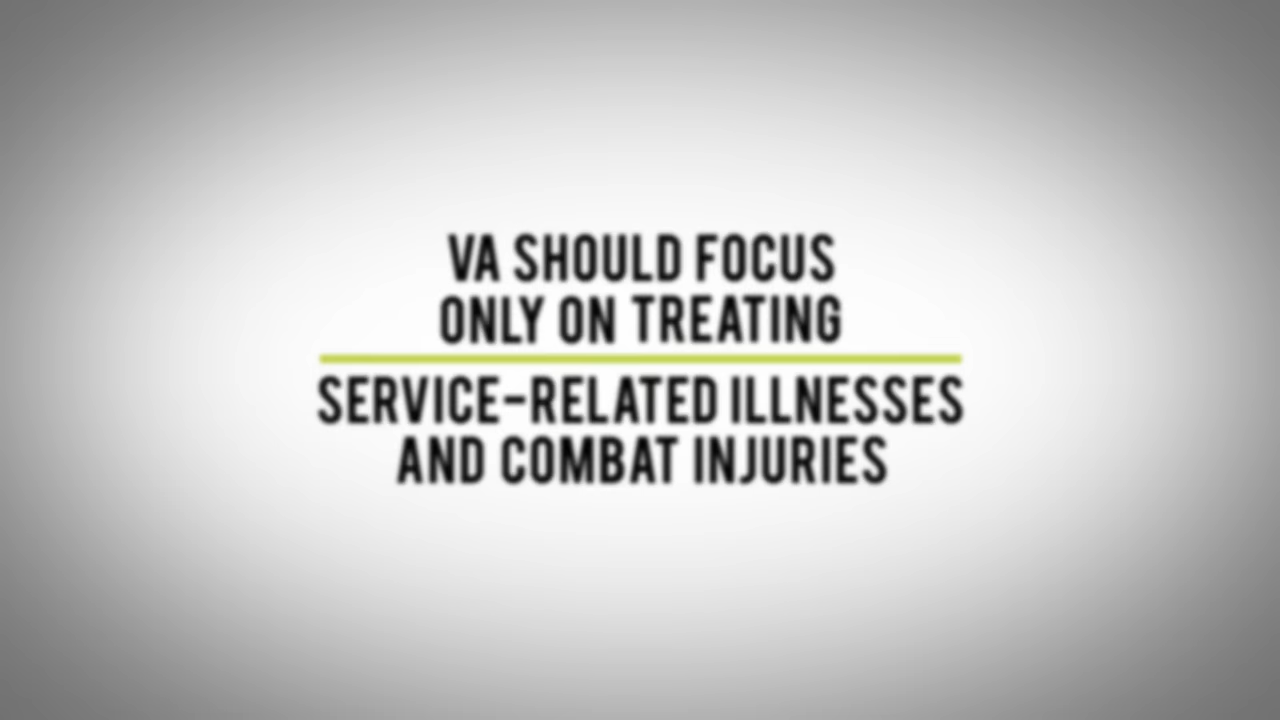 VA SHOULD FOCUS
ONLY ON TREATING
SERVICE-RELATED ILLNESSES
AND COMBAT INJURIES